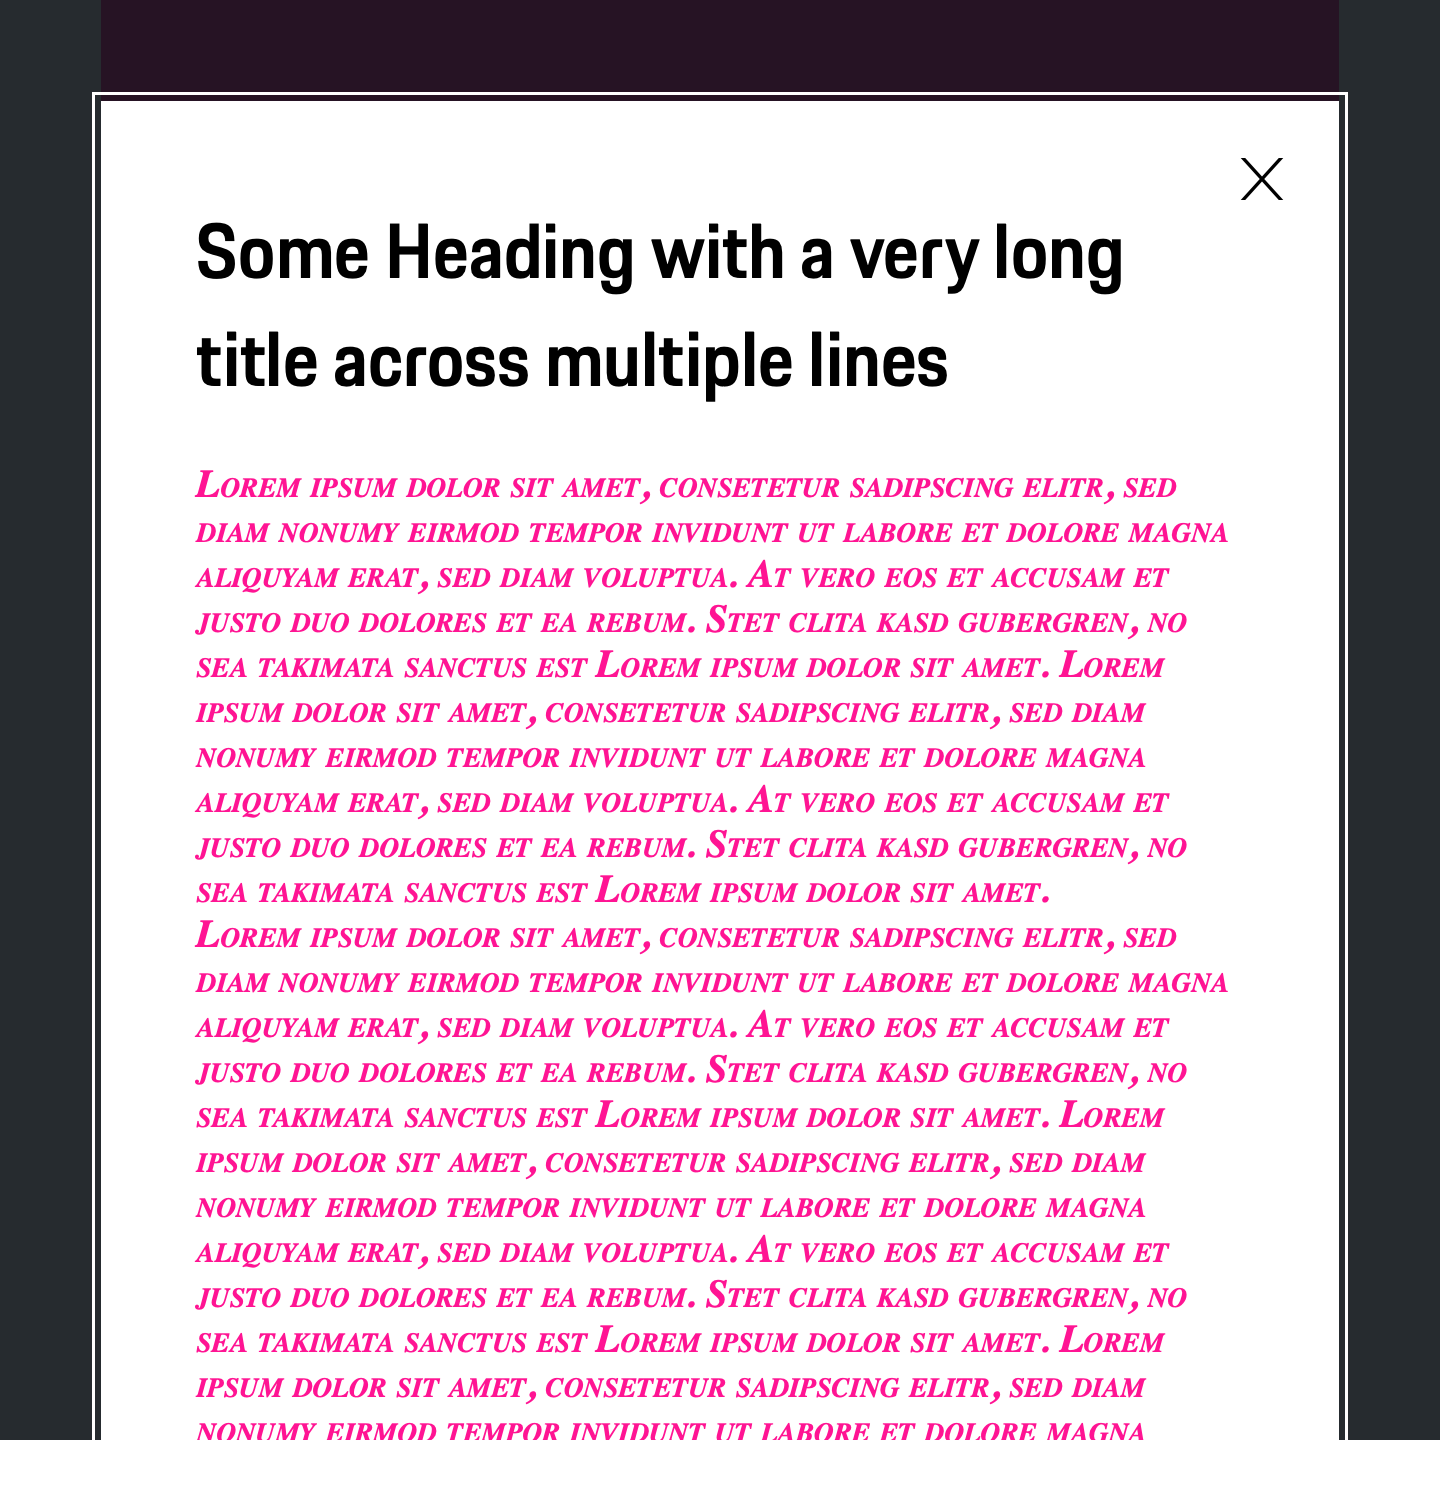 Some Heading with a very long
title across multiple lines
Lorem ipsum dolor sit amet, consetetur sadipscing elitr, sed
diam nonumy eirmod tempor invidunt ut labore et dolore magna
aliquyam erat, sed diam voluptua. At vero eos et accusam et
justo duo dolores et ea rebum. Stet clita kasd gubergren, no
sea takimata sanctus est Lorem ipsum dolor sit amet. Lorem
ipsum dolor sit amet, consetetur sadipscing elitr, sed diam
nonumy eirmod tempor invidunt ut labore et dolore magna
aliquyam erat, sed diam voluptua. At vero eos et accusam et
justo duo dolores et ea rebum. Stet clita kasd gubergren, no
sea takimata sanctus est Lorem ipsum dolor sit amet.
Lorem ipsum dolor sit amet, consetetur sadipscing elitr, sed
diam nonumy eirmod tempor invidunt ut labore et dolore magna
aliquyam erat, sed diam voluptua. At vero eos et accusam et
justo duo dolores et ea rebum. Stet clita kasd gubergren, no
sea takimata sanctus est Lorem ipsum dolor sit amet. Lorem
ipsum dolor sit amet, consetetur sadipscing elitr, sed diam
nonumy eirmod tempor invidunt ut labore et dolore magna
aliquyam erat, sed diam voluptua. At vero eos et accusam et
justo duo dolores et ea rebum. Stet clita kasd gubergren, no
sea takimata sanctus est Lorem ipsum dolor sit amet. Lorem
ipsum dolor sit amet, consetetur sadipscing elitr, sed diam
nonumy eirmod tempor invidunt ut labore et dolore magna